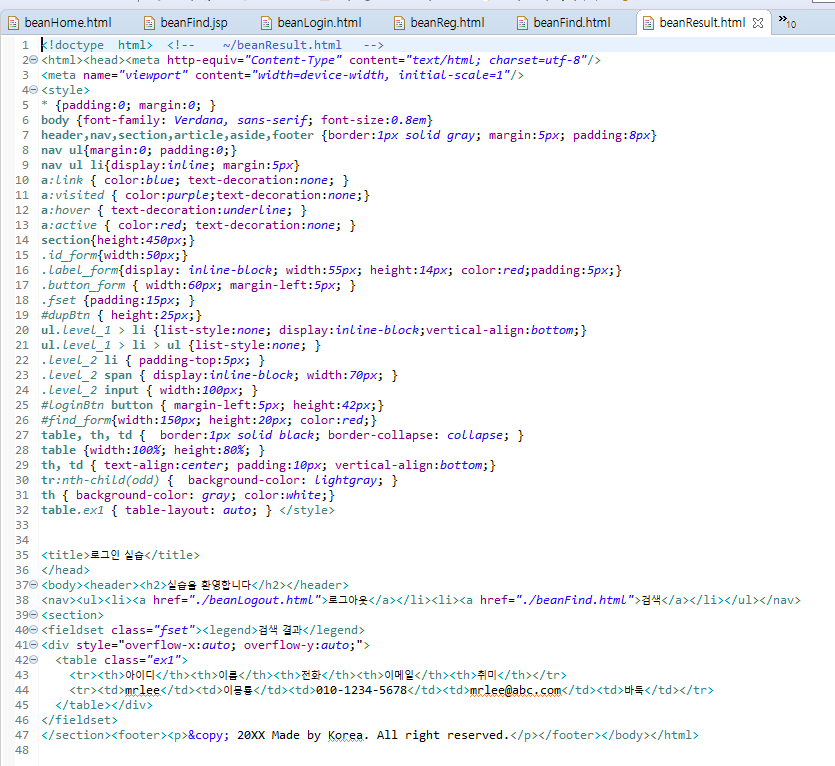 beanHome.html beanFind.jsp beanLogin.html beanReg.html beanFind.html beanResult.html »10
1 <!doctype  html>  <!--    ~/beanResult.html   -->
2 <html><head><meta http-equiv="Content-Type" content="text/html; charset=utf-8"/>
3 <meta name="viewport" content="width=device-width, initial-scale=1"/>
4 <style>
5 * {padding:0; margin:0; }
6 body {font-family: Verdana, sans-serif; font-size:0.8em}
7 header,nav,section,article,aside,footer {border:1px solid gray; margin:5px; padding:8px}
8 nav ul{margin:0; padding:0;}
9 nav ul li{display:inline; margin:5px}
10 a:link { color:blue; text-decoration:none; }
11 a:visited { color:purple;text-decoration:none;}
12 a:hover { text-decoration:underline; }
13 a:active { color:red; text-decoration:none; }
14 section{height:450px;}
15 .id_form{width:50px;}
16 .label_form{display: inline-block; width:55px; height:14px; color:red;padding:5px;}
17 .button_form { width:60px; margin-left:5px; }
18 .fset {padding:15px; }
19 #dupBtn { height:25px;}
20 ul.level_1 > li {list-style:none; display:inline-block;vertical-align:bottom;}
21 ul.level_1 > li > ul {list-style:none; }
22 .level_2 li { padding-top:5px; }
23 .level_2 span { display:inline-block; width:70px; }
24 .level_2 input { width:100px; }
25 #loginBtn button { margin-left:5px; height:42px;}
26 #find_form{width:150px; height:20px; color:red;}
27 table, th, td {  border:1px solid black; border-collapse: collapse; }
28 table {width:100%; height:80%; }
29 th, td { text-align:center; padding:10px; vertical-align:bottom;}
30 tr:nth-child(odd) {  background-color: lightgray; }
31 th { background-color: gray; color:white;}
32 table.ex1 { table-layout: auto; } </style>
33
34
35 <title>로그인 실습</title>
36 </head>
37 <body><header><h2>실습을 환영합니다</h2></header>
38 <nav><ul><li><a href="./beanLogout.html">로그아웃</a></li><li><a href="./beanFind.html">검색</a></li></ul></nav>
39 <section>
40 <fieldset class="fset"><legend>검색 결과</legend>
41 <div style="overflow-x:auto; overflow-y:auto;">
42   <table class="ex1">
43     <tr><th>아이디</th><th>이름</th><th>전화</th><th>이메일</th><th>취미</th></tr>
44     <tr><td>mrlee</td><td>이몽룡</td><td>010-1234-5678</td><td>mrlee@abc.com</td><td>바둑</td></tr>
45   </table></div>
46 </fieldset>
47 </section><footer><p>&copy; 20XX Made by Korea. All right reserved.</p></footer></body></html>
48